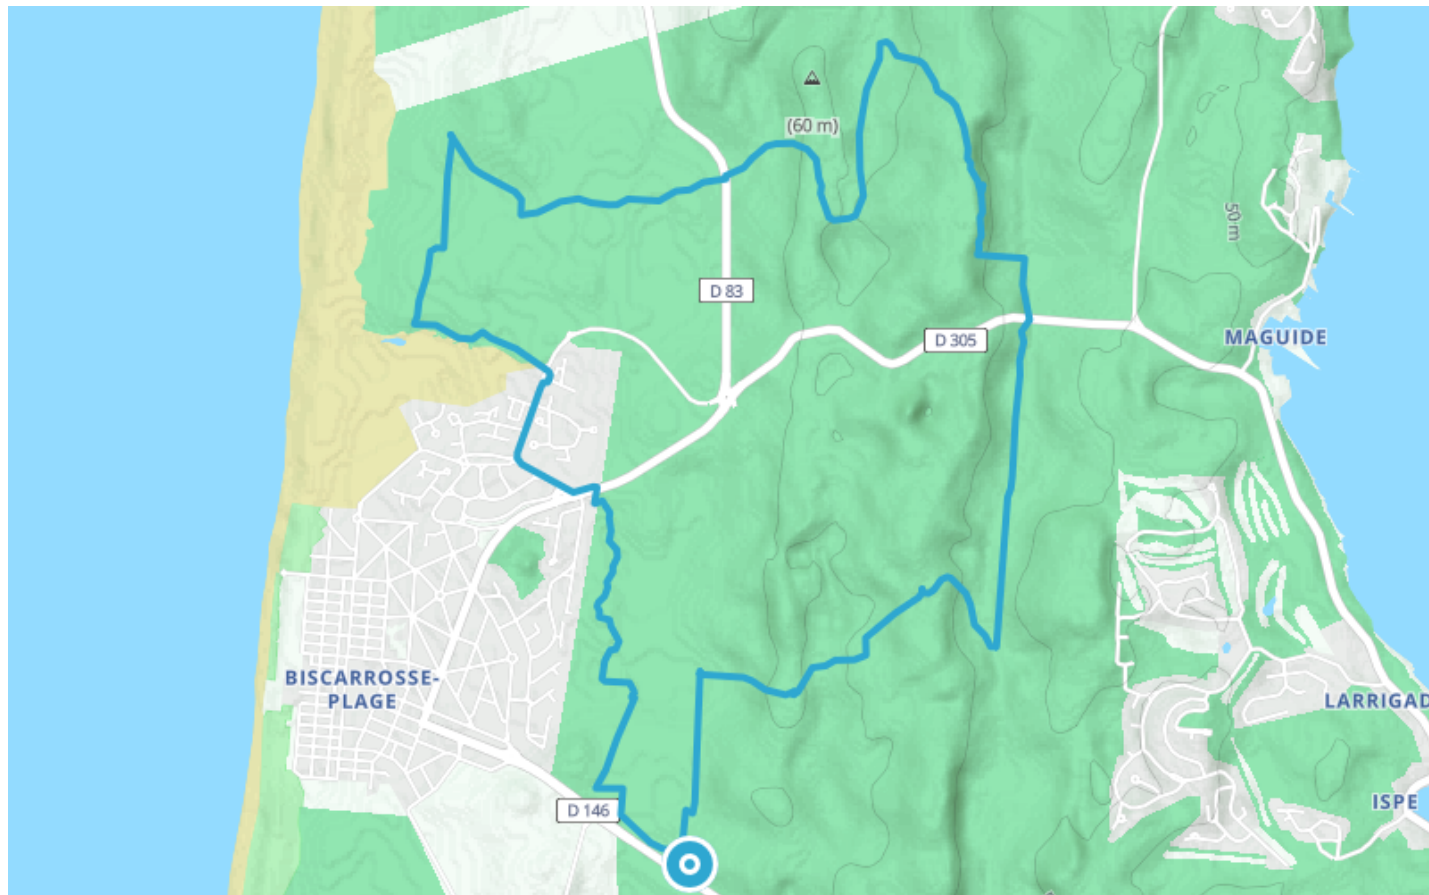 (60 m)
50 m
D 83
D 305
MAGUIDE
BISCARROSSE-
PLAGE
LARRIGAD
D 146
ISPE